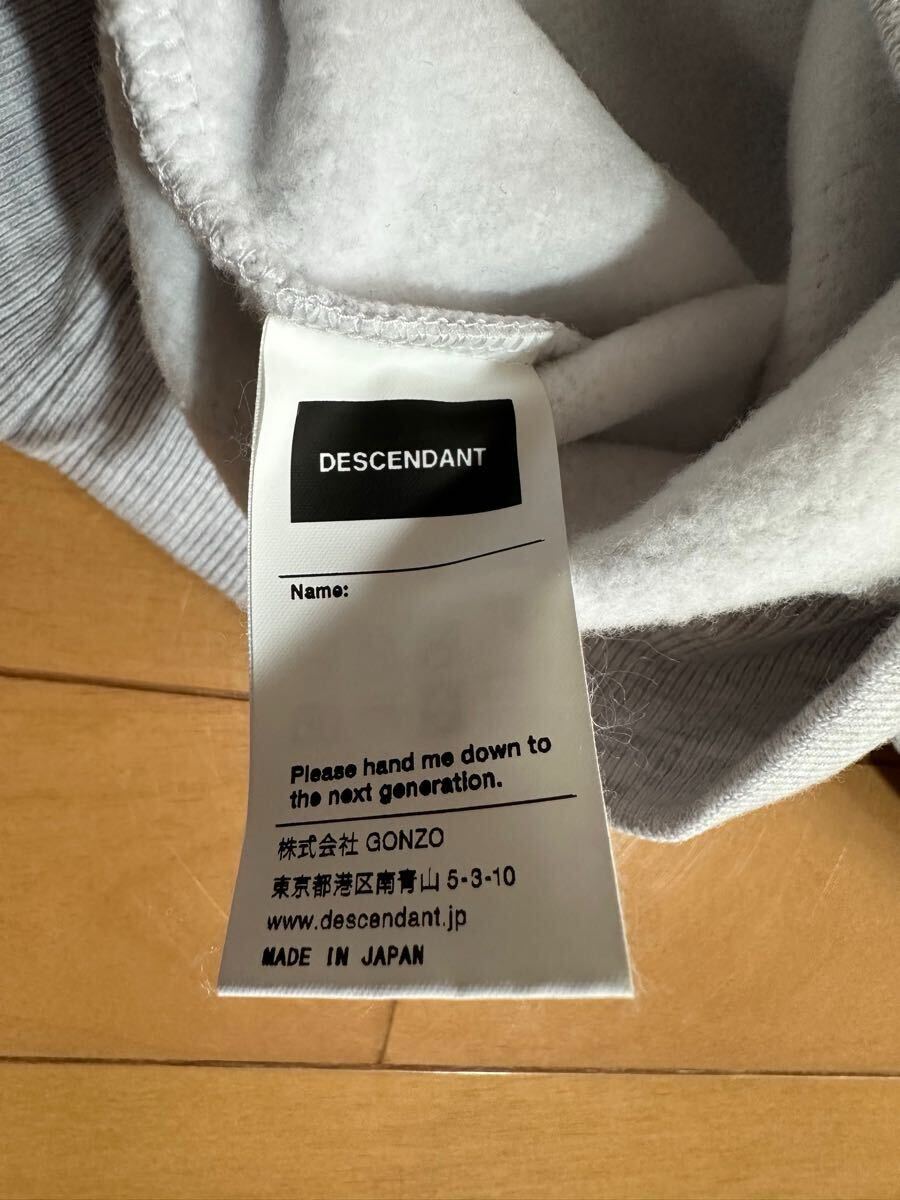 DESCENDANT
Name:
Please hand me down to
the next generation.
株式会社 GONZO
東京都港区南青山 5-3-10
www.descendant.jp
MADE IN JAPAN